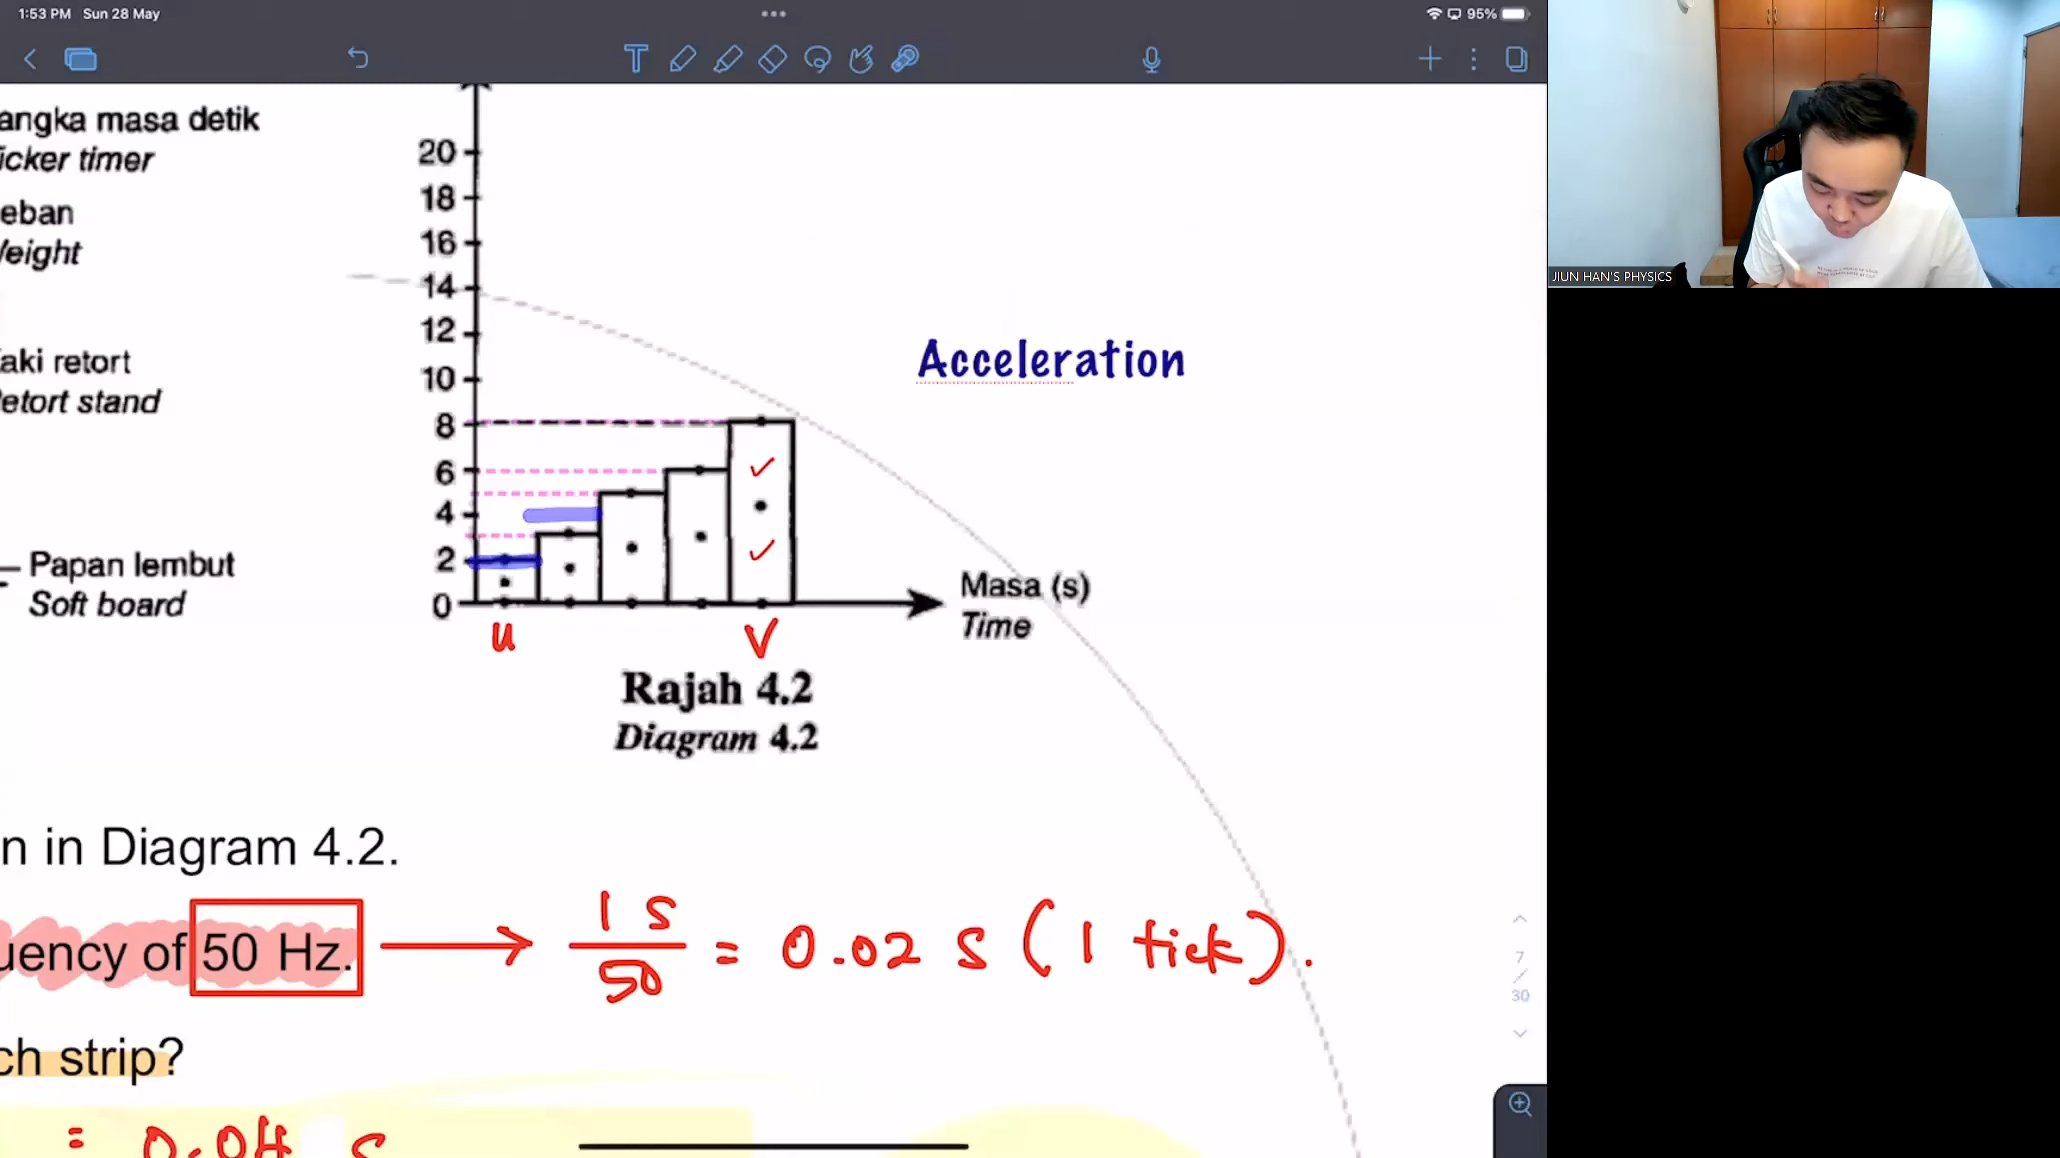 1:53 PM Sun 28 May
95%
JIUN HAN'S PHYSICS
angka masa detik
icker timer
eban
Veight
aki retort
etort stand
Papan lembut
Soft board
20
18
16
14
12
10
8
6
4
2
0
Acceleration
Masa (s)
Time
u
v
Rajah 4.2
Diagram 4.2
n in Diagram 4.2.
uency of 50 Hz. → 1 s / 50 = 0.02 s (1 tick).
ch strip?
= 0.04 s
7
/
30